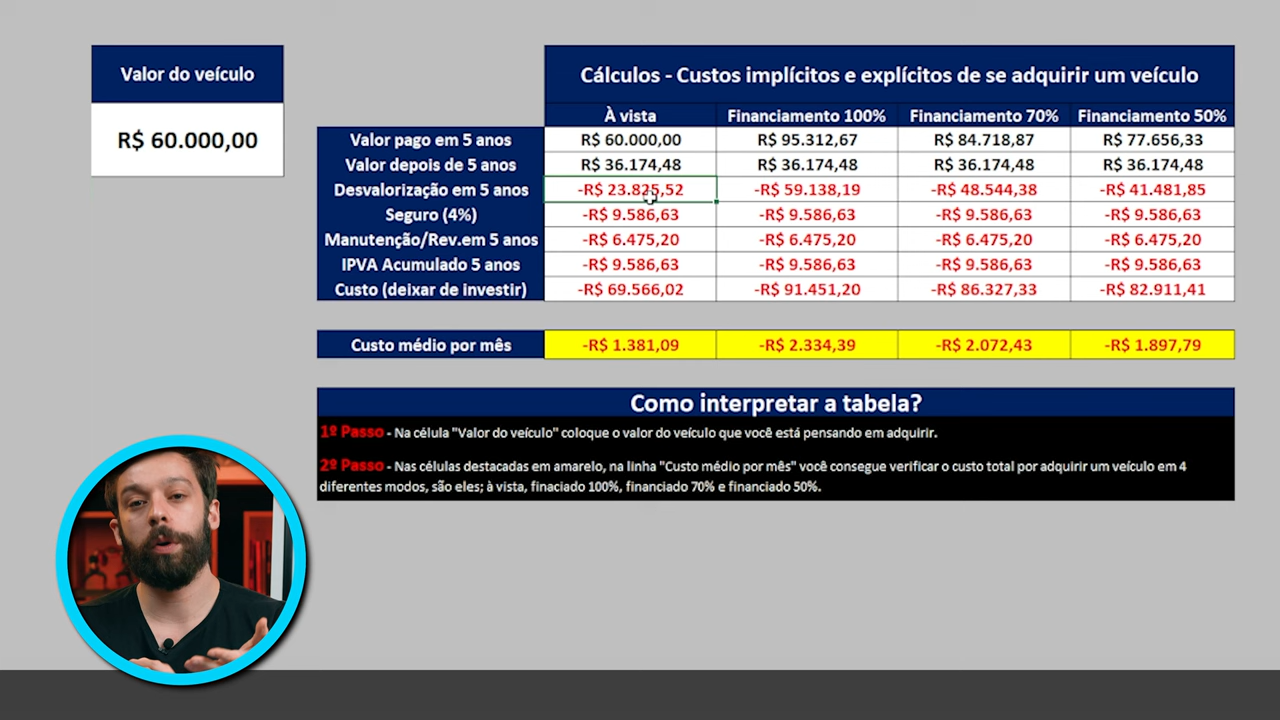 Valor do veículo
R$ 60.000,00
Cálculos - Custos implícitos e explícitos de se adquirir um veículo
À vista Financiamento 100% Financiamento 70% Financiamento 50%
Valor pago em 5 anos R$ 60.000,00 R$ 95.312,67 R$ 84.718,87 R$ 77.656,33
Valor depois de 5 anos R$ 36.174,48 R$ 36.174,48 R$ 36.174,48 R$ 36.174,48
Desvalorização em 5 anos -R$ 23.825,52 -R$ 59.138,19 -R$ 48.544,38 -R$ 41.481,85
Seguro (4%) -R$ 9.586,63 -R$ 9.586,63 -R$ 9.586,63 -R$ 9.586,63
Manutenção/Rev.em 5 anos -R$ 6.475,20 -R$ 6.475,20 -R$ 6.475,20 -R$ 6.475,20
IPVA Acumulado 5 anos -R$ 9.586,63 -R$ 9.586,63 -R$ 9.586,63 -R$ 9.586,63
Custo (deixar de investir) -R$ 69.566,02 -R$ 91.451,20 -R$ 86.327,33 -R$ 82.911,41
Custo médio por mês -R$ 1.381,09 -R$ 2.334,39 -R$ 2.072,43 -R$ 1.897,79
Como interpretar a tabela?
1º Passo - Na célula "Valor do veículo" coloque o valor do veículo que você está pensando em adquirir.
2º Passo - Nas células destacadas em amarelo, na linha "Custo médio por mês" você consegue verificar o custo total por adquirir um veículo em 4
diferentes modos, são eles; à vista, finaciado 100%, financiado 70% e financiado 50%.